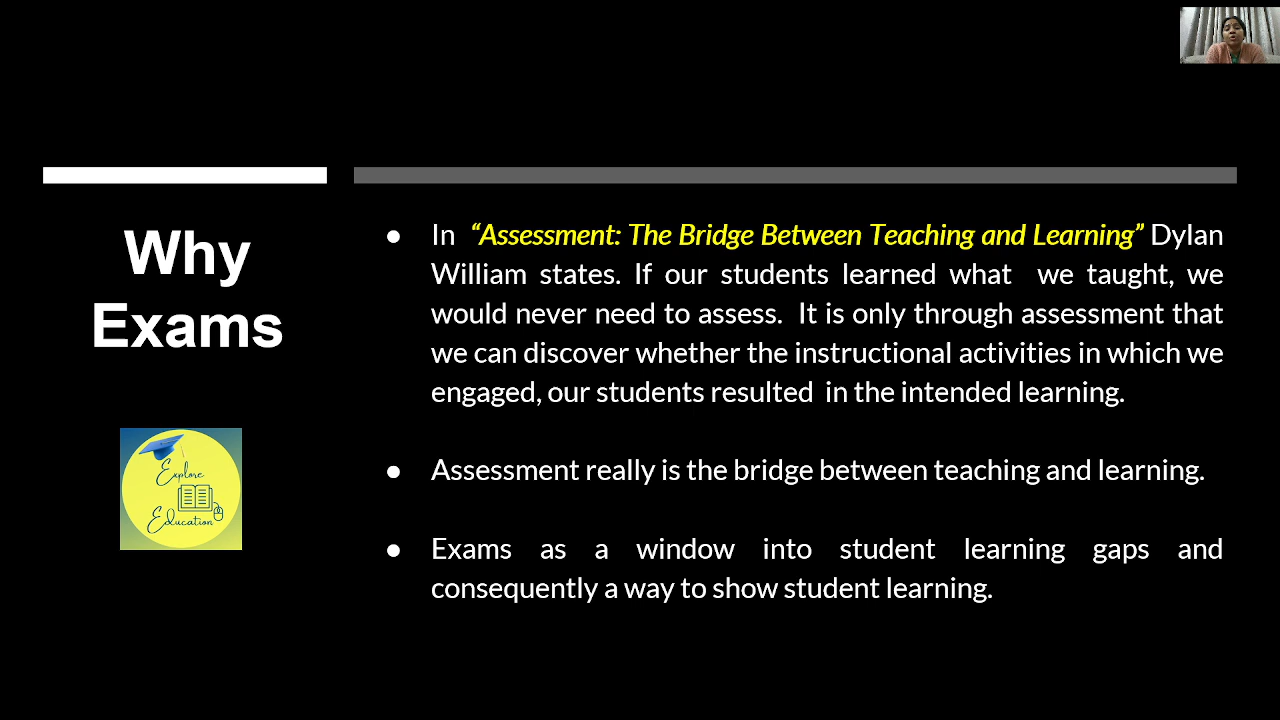 Why
Exams
Explore
Education
● In “Assessment: The Bridge Between Teaching and Learning” Dylan
William states. If our students learned what we taught, we
would never need to assess. It is only through assessment that
we can discover whether the instructional activities in which we
engaged, our students resulted in the intended learning.
● Assessment really is the bridge between teaching and learning.
● Exams as a window into student learning gaps and
consequently a way to show student learning.